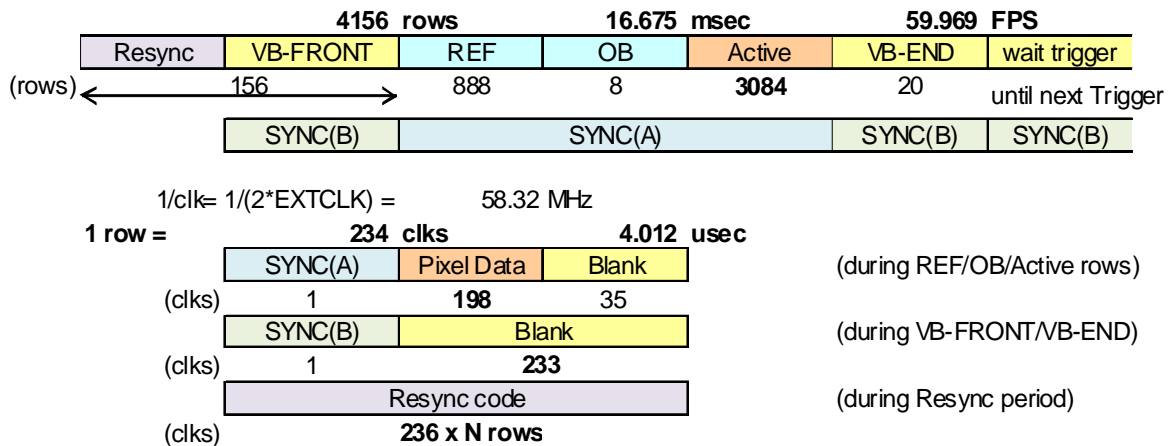 4156 rows 16.675 msec 59.969 FPS
Resync VB-FRONT REF OB Active VB-END wait trigger
(rows) 156 888 8 3084 20 until next Trigger
SYNC(B) SYNC(A) SYNC(B) SYNC(B)
1/clk= 1/(2*EXTCLK) = 58.32 MHz
1 row = 234 clks 4.012 usec
SYNC(A) Pixel Data Blank (during REF/OB/Active rows)
(clks) 1 198 35
SYNC(B) Blank (during VB-FRONT/VB-END)
(clks) 1 233
Resync code (during Resync period)
(clks) 236 x N rows